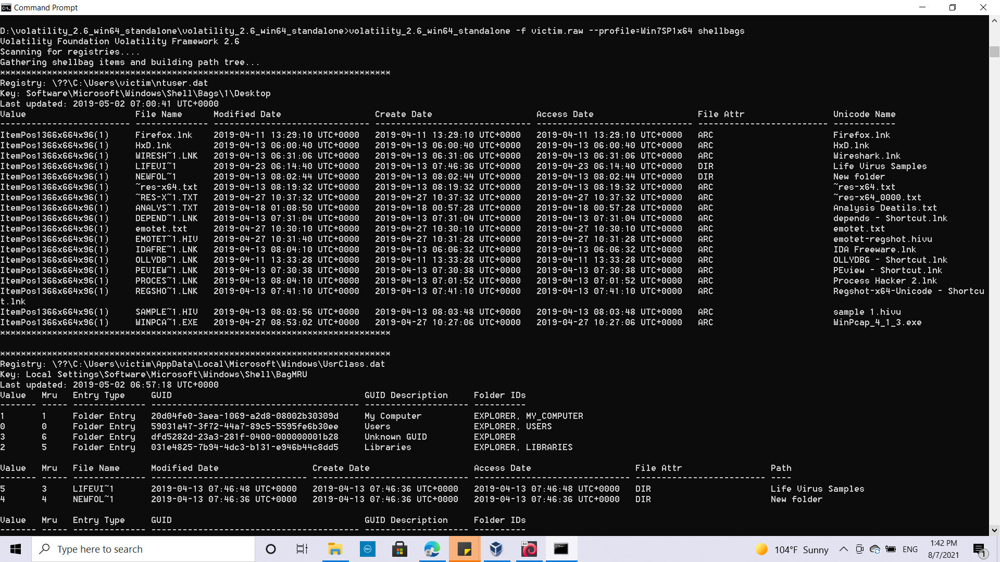 Command Prompt
D:\volatility_2.6_win64_standalone\volatility_2.6_win64_standalone>volatility_2.6_win64_standalone -f victim.raw --profile=Win7SP1x64 shellbags
Volatility Foundation Volatility Framework 2.6
Scanning for registries....
Gathering shellbag items and building path tree...
***************************************************************************
Registry: \??\C:\Users\victim\ntuser.dat
Key: Software\Microsoft\Windows\Shell\Bags\1\Desktop
Last updated: 2019-05-02 07:00:41 UTC+0000
Value File Name Modified Date Create Date Access Date File Attr Unicode Name
------------------------- -------------- ------------------------------ ------------------------------ ------------------------------ ------------------------- ------------
ItemPos1366x664x96(1) Firefox.lnk 2019-04-11 13:29:10 UTC+0000 2019-04-11 13:29:10 UTC+0000 2019-04-11 13:29:10 UTC+0000 ARC Firefox.lnk
ItemPos1366x664x96(1) HxD.lnk 2019-04-13 06:00:40 UTC+0000 2019-04-13 06:00:40 UTC+0000 2019-04-13 06:00:40 UTC+0000 ARC HxD.lnk
ItemPos1366x664x96(1) WIRESH~1.LNK 2019-04-13 06:31:06 UTC+0000 2019-04-13 06:31:06 UTC+0000 2019-04-13 06:31:06 UTC+0000 ARC Wireshark.lnk
ItemPos1366x664x96(1) LIFEVI~1 2019-04-23 06:14:40 UTC+0000 2019-04-13 07:46:36 UTC+0000 2019-04-23 06:14:40 UTC+0000 DIR Life Virus Samples
ItemPos1366x664x96(1) NEWFOL~1 2019-04-13 08:02:44 UTC+0000 2019-04-13 08:02:44 UTC+0000 2019-04-13 08:02:44 UTC+0000 DIR New folder
ItemPos1366x664x96(1) ~res-x64.txt 2019-04-13 08:19:32 UTC+0000 2019-04-13 08:19:32 UTC+0000 2019-04-13 08:19:32 UTC+0000 ARC ~res-x64.txt
ItemPos1366x664x96(1) ~RES-X~1.TXT 2019-04-27 10:37:32 UTC+0000 2019-04-27 10:37:32 UTC+0000 2019-04-27 10:37:32 UTC+0000 ARC ~res-x64_0000.txt
ItemPos1366x664x96(1) ANALYS~1.TXT 2019-04-18 01:08:50 UTC+0000 2019-04-18 00:57:28 UTC+0000 2019-04-18 00:57:28 UTC+0000 ARC Analysis Deatils.txt
ItemPos1366x664x96(1) DEPEND~1.LNK 2019-04-13 07:31:04 UTC+0000 2019-04-13 07:31:04 UTC+0000 2019-04-13 07:31:04 UTC+0000 ARC depends - Shortcut.lnk
ItemPos1366x664x96(1) emotet.txt 2019-04-27 10:30:10 UTC+0000 2019-04-27 10:30:10 UTC+0000 2019-04-27 10:30:10 UTC+0000 ARC emotet.txt
ItemPos1366x664x96(1) EMOTET~1.HIV 2019-04-27 10:31:40 UTC+0000 2019-04-27 10:31:28 UTC+0000 2019-04-27 10:31:28 UTC+0000 ARC emotet-regshot.hivu
ItemPos1366x664x96(1) IDAFRE~1.LNK 2019-04-13 08:04:10 UTC+0000 2019-04-13 06:06:32 UTC+0000 2019-04-13 06:06:32 UTC+0000 ARC IDA Freeware.lnk
ItemPos1366x664x96(1) OLLYDB~1.LNK 2019-04-11 13:33:28 UTC+0000 2019-04-11 13:33:28 UTC+0000 2019-04-11 13:33:28 UTC+0000 ARC OLLYDBG - Shortcut.lnk
ItemPos1366x664x96(1) PEVIEW~1.LNK 2019-04-13 07:30:38 UTC+0000 2019-04-13 07:30:38 UTC+0000 2019-04-13 07:30:38 UTC+0000 ARC PEview - Shortcut.lnk
ItemPos1366x664x96(1) PROCES~1.LNK 2019-04-13 08:04:10 UTC+0000 2019-04-13 07:01:52 UTC+0000 2019-04-13 07:01:52 UTC+0000 ARC Process Hacker 2.lnk
ItemPos1366x664x96(1) REGSHO~1.LNK 2019-04-13 07:41:10 UTC+0000 2019-04-13 07:41:10 UTC+0000 2019-04-13 07:41:10 UTC+0000 ARC Regshot-x64-Unicode - Shortcu
t.lnk
ItemPos1366x664x96(1) SAMPLE~1.HIV 2019-04-13 08:03:56 UTC+0000 2019-04-13 08:03:48 UTC+0000 2019-04-13 08:03:48 UTC+0000 ARC sample 1.hivu
ItemPos1366x664x96(1) WINPCA~1.EXE 2019-04-27 08:53:02 UTC+0000 2019-04-27 10:27:06 UTC+0000 2019-04-27 10:27:06 UTC+0000 ARC WinPcap_4_1_3.exe
***************************************************************************
***************************************************************************
Registry: \??\C:\Users\victim\AppData\Local\Microsoft\Windows\UsrClass.dat
Key: Local Settings\Software\Microsoft\Windows\Shell\BagMRU
Last updated: 2019-05-02 06:57:18 UTC+0000
Value Mru Entry Type GUID GUID Description Folder IDs
------- ----- -------------- ---------------------------------------- -------------------- ----------
1 1 Folder Entry 20d04fe0-3aea-1069-a2d8-08002b30309d My Computer EXPLORER, MY_COMPUTER
0 0 Folder Entry 59031a47-3f72-44a7-89c5-5595fe6b30ee Users EXPLORER, USERS
3 6 Folder Entry dfd5282d-23a3-281f-0400-000000001b28 Unknown GUID EXPLORER
2 5 Folder Entry 031e4825-7b94-4dc3-b131-e946b44c8dd5 Libraries EXPLORER, LIBRARIES
Value Mru File Name Modified Date Create Date Access Date File Attr Path
------- ----- -------------- ------------------------------ ------------------------------ ------------------------------ ------------------------- ----
5 3 LIFEVI~1 2019-04-13 07:46:48 UTC+0000 2019-04-13 07:46:36 UTC+0000 2019-04-13 07:46:48 UTC+0000 DIR Life Virus Samples
4 4 NEWFOL~1 2019-04-13 07:46:36 UTC+0000 2019-04-13 07:46:36 UTC+0000 2019-04-13 07:46:36 UTC+0000 DIR New folder
Value Mru Entry Type GUID GUID Description Folder IDs
------- ----- -------------- ---------------------------------------- -------------------- ----------
Type here to search
DELL
64
104°F Sunny
ENG
1:42 PM
8/7/2021
1